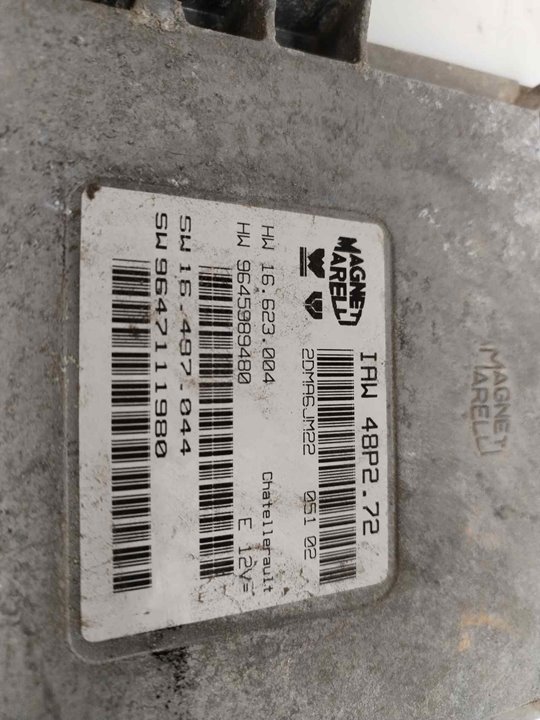 MAGNETI
MARELLI
IAW 48P2.72
2DMA6JM22 051 02
HW 16.623.004
HW 9645989480
Chatellerault
E 12V=
SW 16.497.044
SW 9647111980
MAGNETI
MARELLI